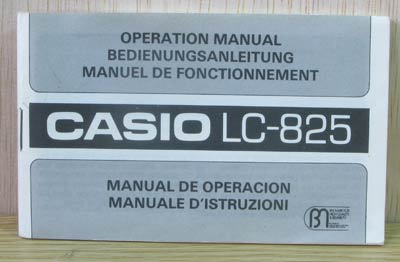 OPERATION MANUAL
BEDIENUNGSANLEITUNG
MANUEL DE FONCTIONNEMENT
CASIO LC-825
MANUAL DE OPERACION
MANUALE D'ISTRUZIONI